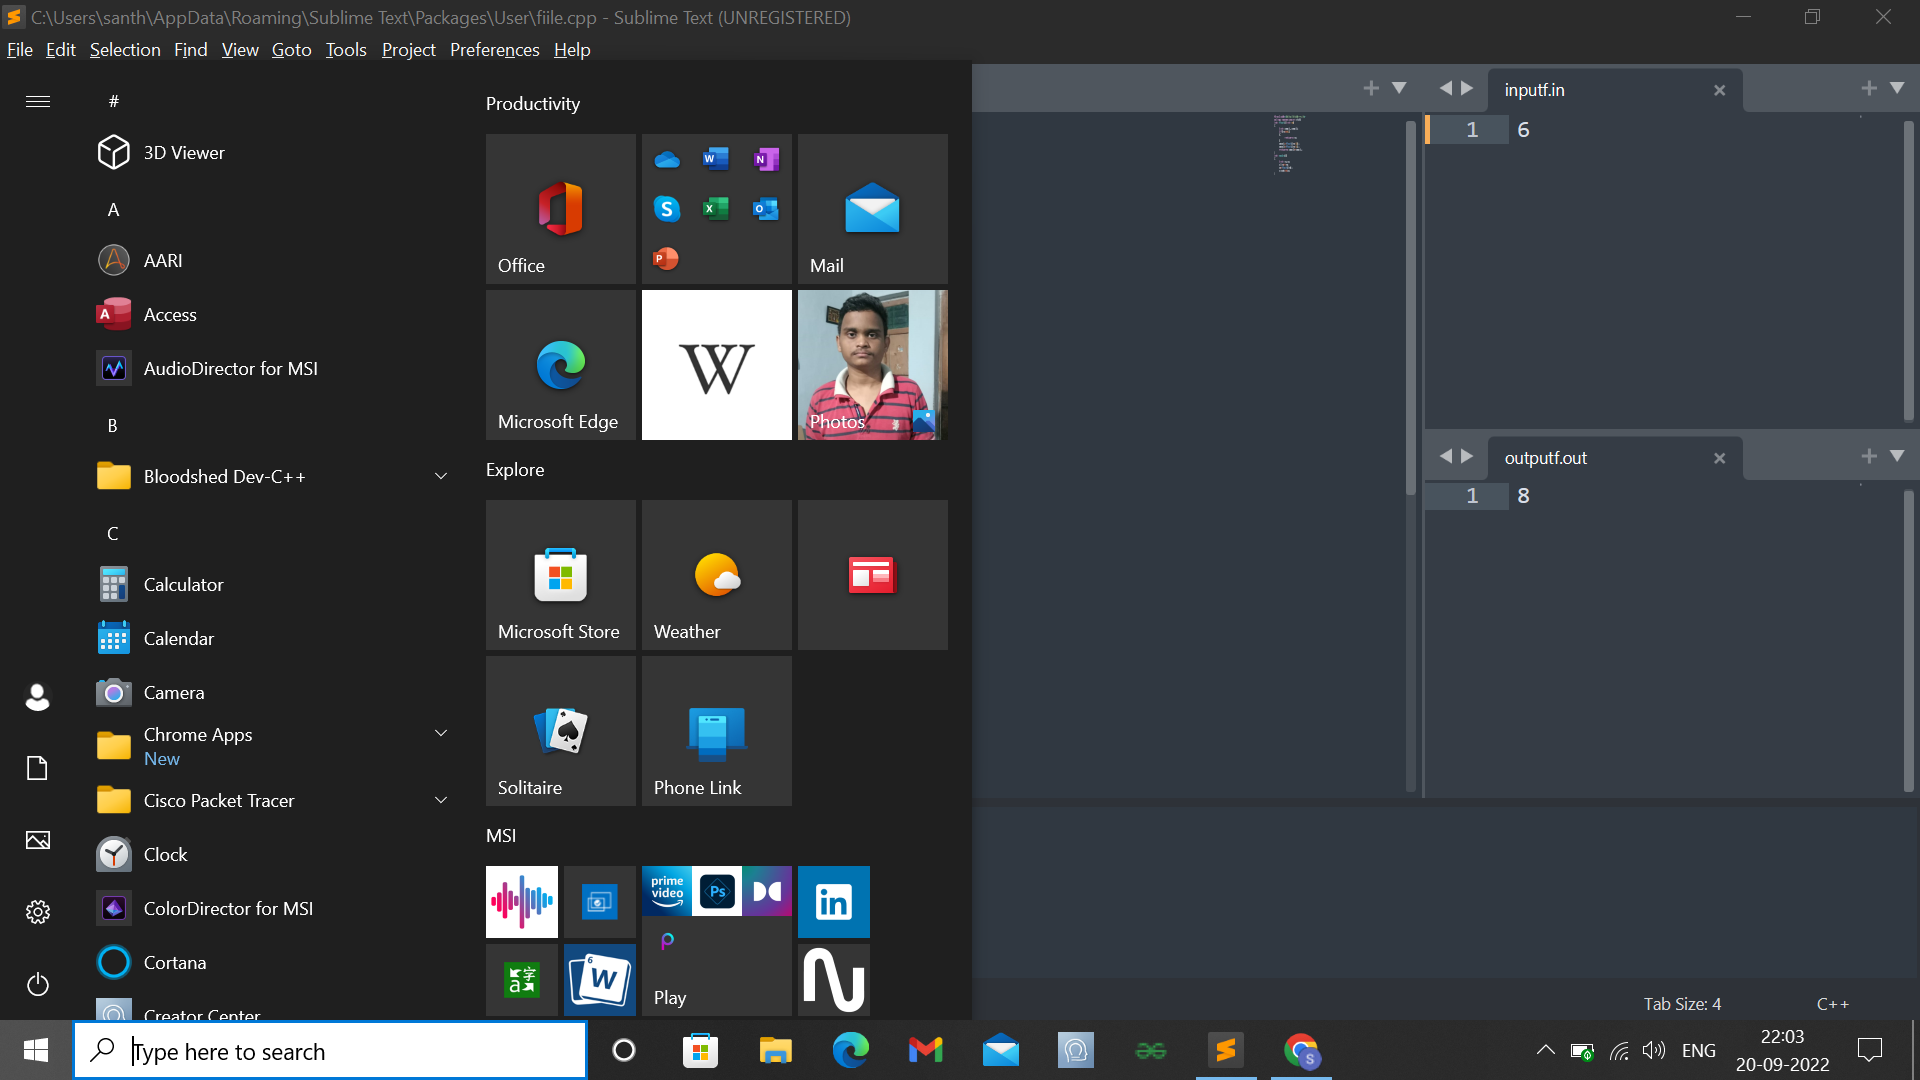 C:\Users\santh\AppData\Roaming\Sublime Text\Packages\User\fiile.cpp - Sublime Text (UNREGISTERED)
File Edit Selection Find View Goto Tools Project Preferences Help
#
3D Viewer
A
AARI
Access
AudioDirector for MSI
B
Bloodshed Dev-C++
C
Calculator
Calendar
Camera
Chrome Apps
New
Cisco Packet Tracer
Clock
ColorDirector for MSI
Cortana
Creator Center
Productivity
Office
Mail
Microsoft Edge
W
Photos
Explore
Microsoft Store
Weather
Solitaire
Phone Link
MSI
prime video
Ps
in
6
W
Play
inputf.in
1 6
outputf.out
1 8
Tab Size: 4
C++
Type here to search
ENG
22:03
20-09-2022